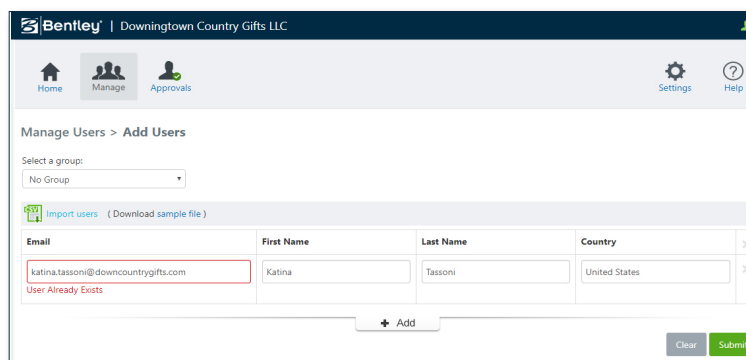 Bentley | Downingtown Country Gifts LLC
Home Manage Approvals Settings Help
Manage Users > Add Users
Select a group:
No Group
CSV Import users ( Download sample file )
Email First Name Last Name Country
katina.tassoni@downcountrygifts.com Katina Tassoni United States
User Already Exists
+ Add
Clear Submit